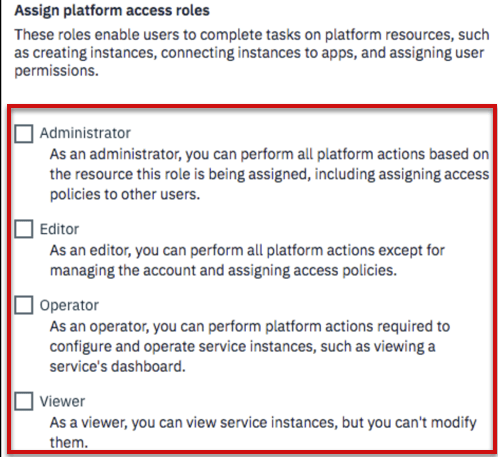 Assign platform access roles
These roles enable users to complete tasks on platform resources, such
as creating instances, connecting instances to apps, and assigning user
permissions.
Administrator
As an administrator, you can perform all platform actions based on
the resource this role is being assigned, including assigning access
policies to other users.
Editor
As an editor, you can perform all platform actions except for
managing the account and assigning access policies.
Operator
As an operator, you can perform platform actions required to
configure and operate service instances, such as viewing a
service's dashboard.
Viewer
As a viewer, you can view service instances, but you can't modify
them.